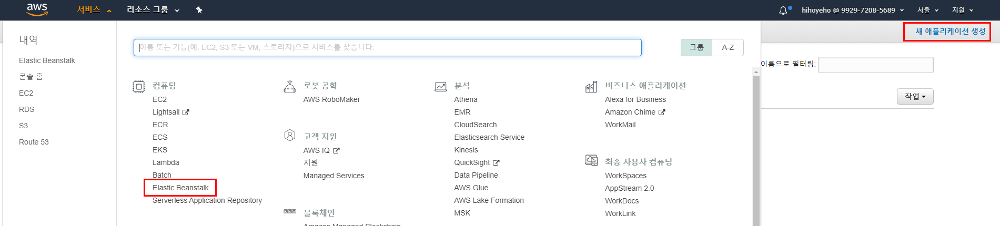 aws 서비스 리소스 그룹 hihoyeho @ 9929-7208-5689 서울 지원
새 애플리케이션 생성
내역
Elastic Beanstalk
콘솔 홈
EC2
RDS
S3
Route 53
이름 또는 기능(예: EC2, S3 또는 VM, 스토리지)으로 서비스를 찾습니다.
그룹 A-Z
이름으로 필터링:
작업
컴퓨팅
EC2
Lightsail
ECR
ECS
EKS
Lambda
Batch
Elastic Beanstalk
Serverless Application Repository
로봇 공학
AWS RoboMaker
고객 지원
AWS IQ
지원
Managed Services
블록체인
Amazon Managed Blockchain
분석
Athena
EMR
CloudSearch
Elasticsearch Service
Kinesis
QuickSight
Data Pipeline
AWS Glue
AWS Lake Formation
MSK
비즈니스 애플리케이션
Alexa for Business
Amazon Chime
WorkMail
최종 사용자 컴퓨팅
WorkSpaces
AppStream 2.0
WorkDocs
WorkLink